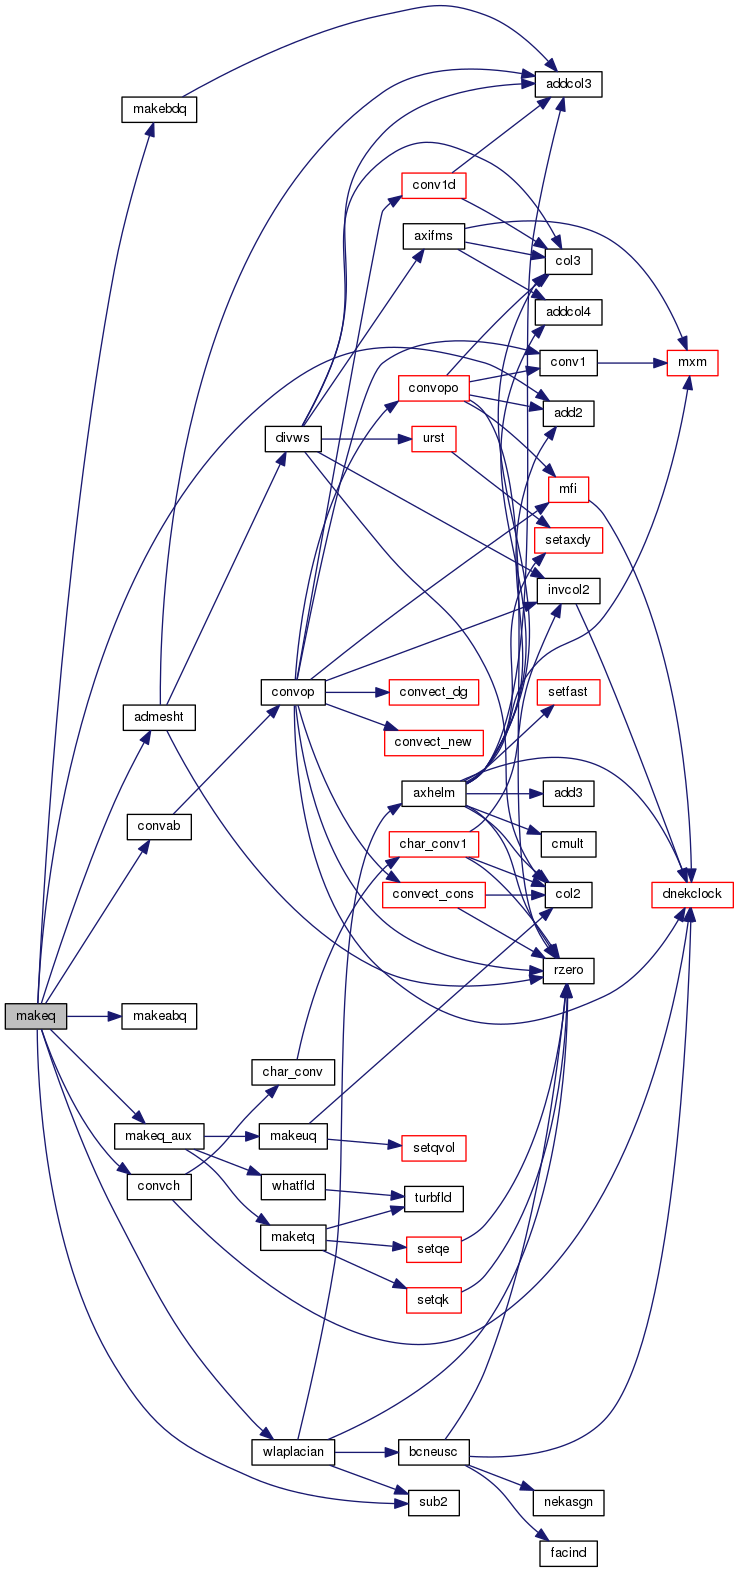 addcol3
makebdq
conv1d
axifms
col3
addcol4
conv1
mxm
convopo
add2
divws
urst
mfi
setaxdy
invcol2
convop
convect_dg
setfast
admesht
convect_new
axhelm
add3
convab
char_conv1
cmult
convect_cons
col2
dnekclock
rzero
makeq
makeabq
char_conv
makeq_aux
makeuq
setqvol
convch
whatfld
turbfld
maketq
setqe
setqk
wlaplacian
bcneusc
sub2
nekasgn
facind